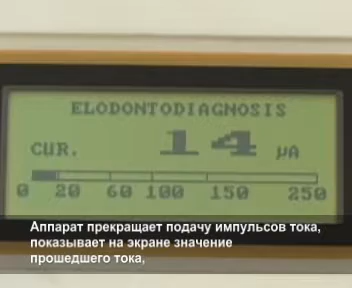 ELODONTODIAGNOSIS
CUR. 14 µA
0 20 60 100 150 250
Аппарат прекращает подачу импульсов тока,
показывает на экране значение
прошедшего тока,